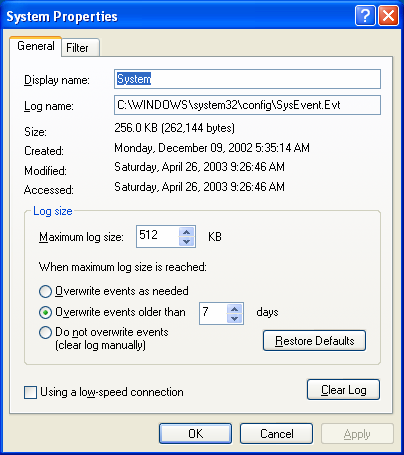 System Properties
General Filter
Display name: System
Log name: C:\WINDOWS\system32\config\SysEvent.Evt
Size: 256.0 KB (262,144 bytes)
Created: Monday, December 09, 2002 5:35:14 AM
Modified: Saturday, April 26, 2003 9:26:46 AM
Accessed: Saturday, April 26, 2003 9:26:46 AM
Log size
Maximum log size: 512 KB
When maximum log size is reached:
Overwrite events as needed
Overwrite events older than 7 days
Do not overwrite events
(clear log manually)
Restore Defaults
Using a low-speed connection
Clear Log
OK Cancel Apply